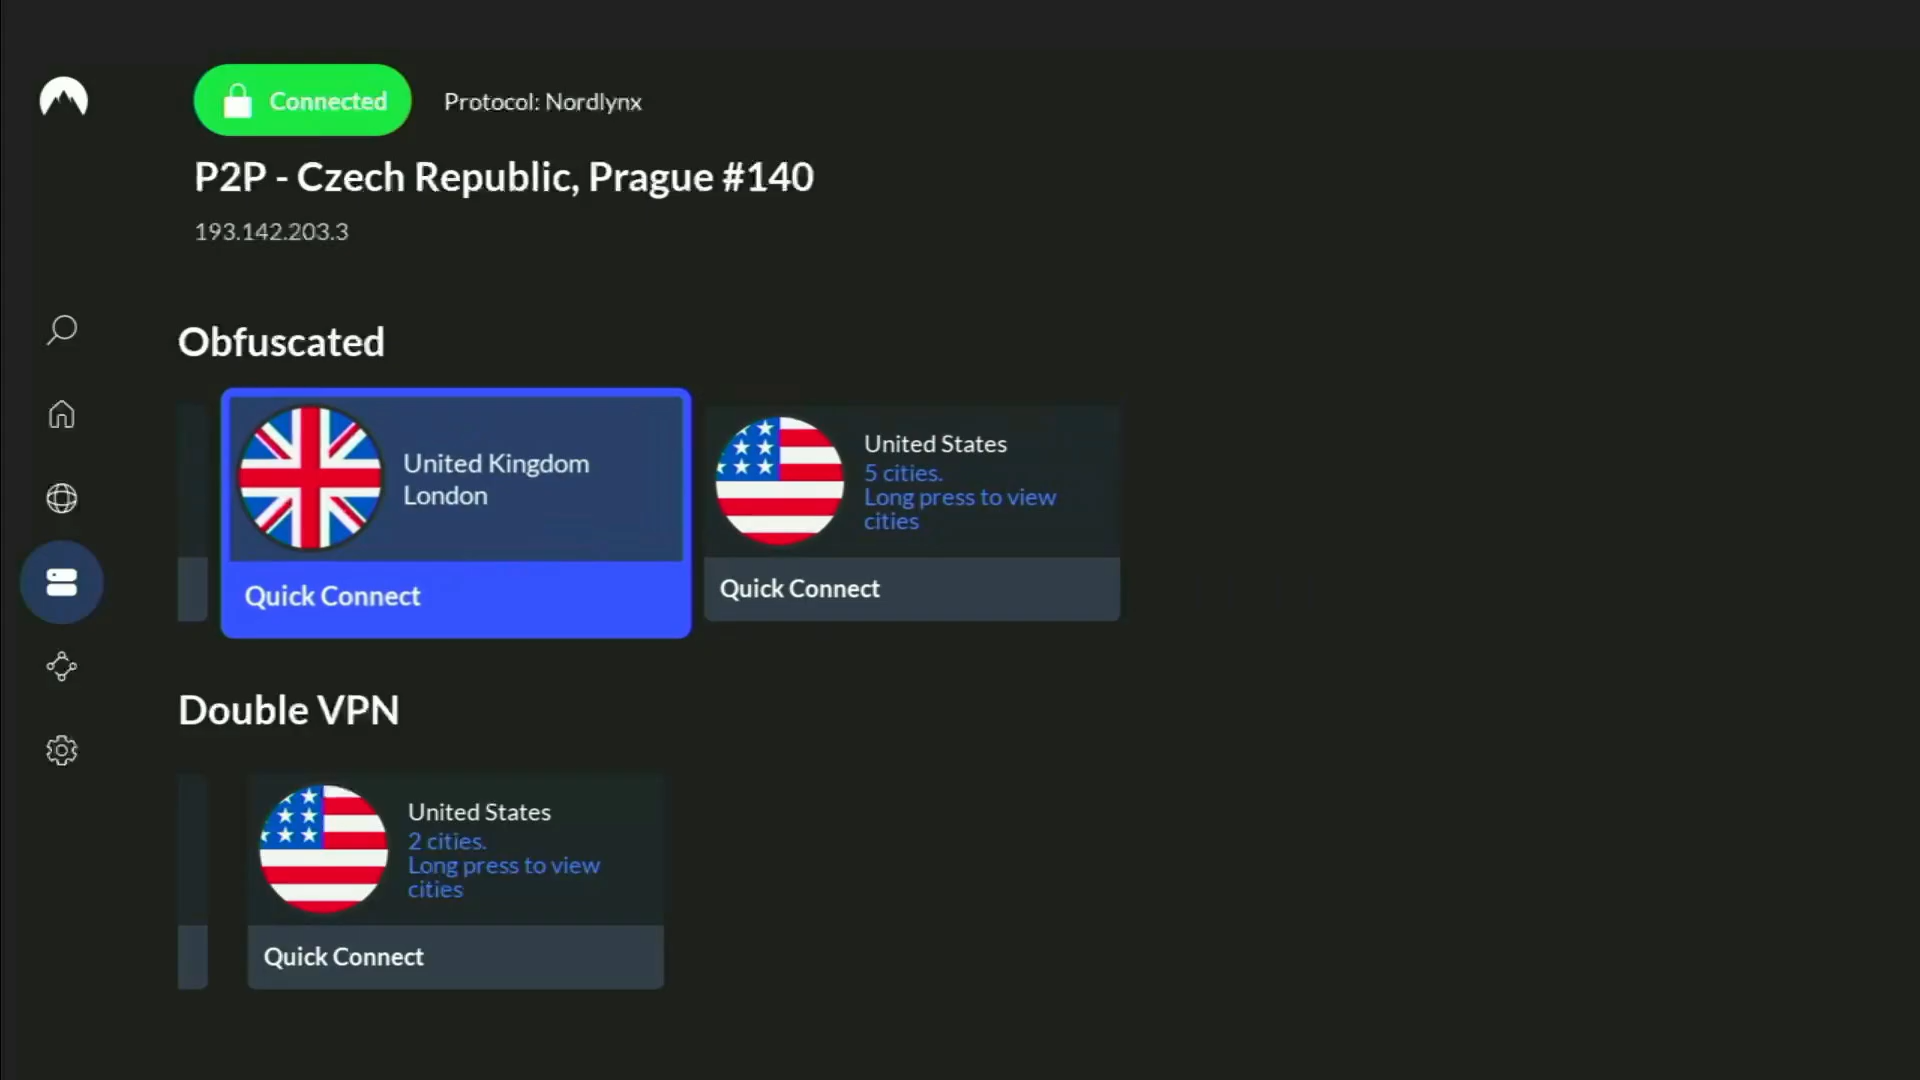 Connected
Protocol: Nordlynx
P2P - Czech Republic, Prague #140
193.142.203.3
Obfuscated
United Kingdom
London
Quick Connect
United States
5 cities.
Long press to view
cities
Quick Connect
Double VPN
United States
2 cities.
Long press to view
cities
Quick Connect